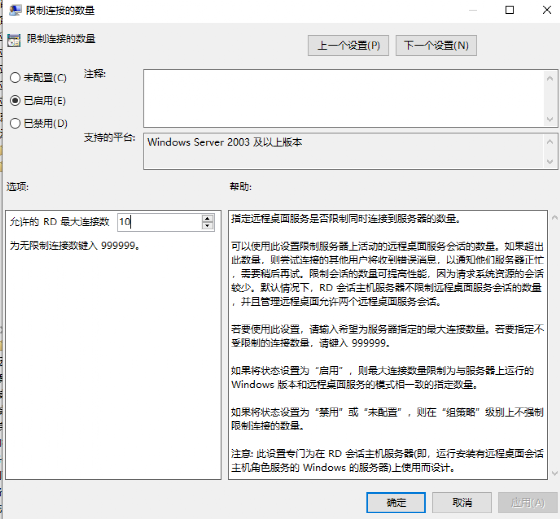 限制连接的数量
限制连接的数量
上一个设置(P)
下一个设置(N)
未配置(C)
注释:
已启用(E)
已禁用(D)
支持的平台:
Windows Server 2003 及以上版本
选项:
帮助:
允许的 RD 最大连接数
10
为无限制连接数键入 999999。
指定远程桌面服务是否限制同时连接到服务器的数量。
可以使用此设置限制服务器上活动的远程桌面服务会话的数量。如果超出
此数量，则尝试连接的其他用户将收到错误消息，以通知他们服务器正忙
，需要稍后再试。限制会话的数量可提高性能，因为请求系统资源的会话
较少。默认情况下，RD 会话主机服务器不限制远程桌面服务会话的数量
，并且管理远程桌面允许两个远程桌面服务会话。
若要使用此设置，请输入希望为服务器指定的最大连接数量。若要指定不
受限制的连接数量，请键入 999999。
如果将状态设置为“启用”，则最大连接数量限制为与服务器上运行的
Windows 版本和远程桌面服务的模式相一致的指定数量。
如果将状态设置为“禁用”或“未配置”，则在“组策略”级别上不强制
限制连接的数量。
注意: 此设置专门为在 RD 会话主机服务器(即，运行安装有远程桌面会话
主机角色服务的 Windows 的服务器)上使用而设计。
确定
取消
应用(A)